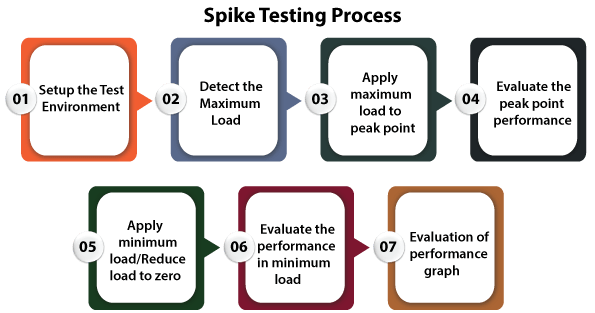 Spike Testing Process
01
Setup the Test
Environment
02
Detect the
Maximum
Load
03
Apply
maximum
load to
peak point
04
Evaluate the
peak point
performance
05
Apply
minimum
load/Reduce
load to zero
06
Evaluate the
performance
in minimum
load
07
Evaluation of
performance
graph